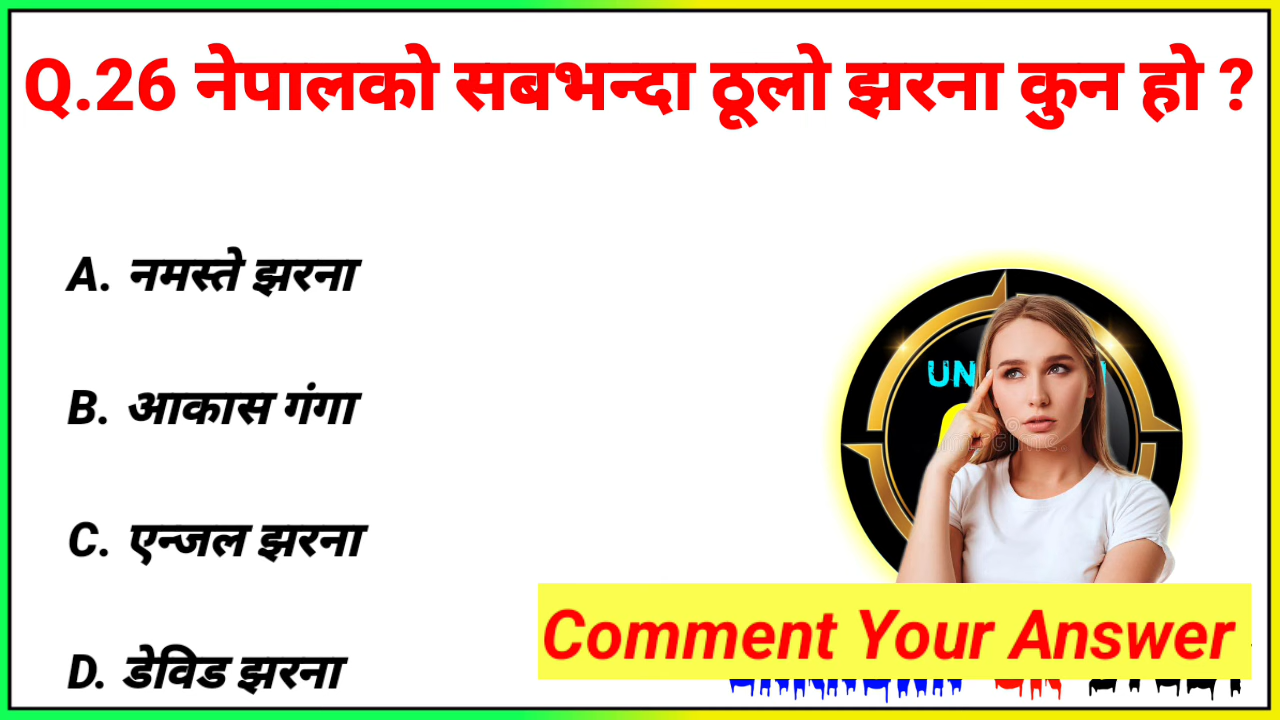 Q.26 नेपालको सबभन्दा ठूलो झरना कुन हो ?
A. नमस्ते झरना
B. आकास गंगा
C. एन्जल झरना
D. डेविड झरना
Comment Your Answer